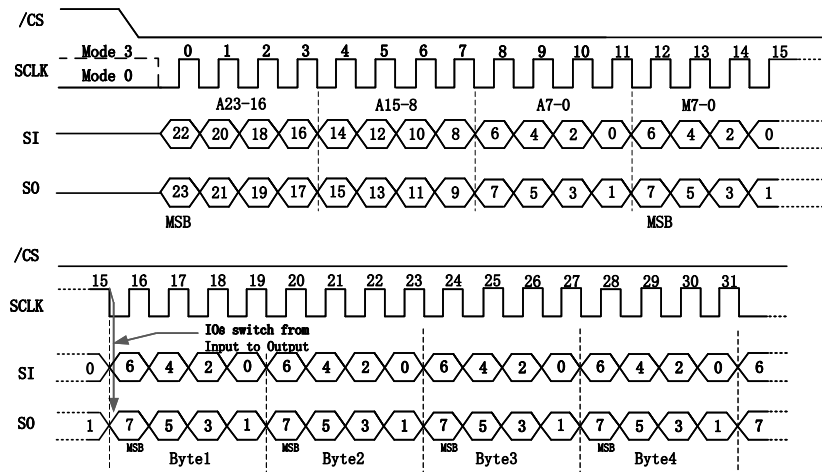 /CS
Mode 3 0 1 2 3 4 5 6 7 8 9 10 11 12 13 14 15
SCLK
Mode 0
A23-16 A15-8 A7-0 M7-0
SI 22 20 18 16 14 12 10 8 6 4 2 0 6 4 2 0
SO 23 21 19 17 15 13 11 9 7 5 3 1 7 5 3 1
MSB MSB
/CS
15 16 17 18 19 20 21 22 23 24 25 26 27 28 29 30 31
SCLK
IOs switch from
Input to Output
SI 0 6 4 2 0 6 4 2 0 6 4 2 0 6 4 2 0 6
SO 1 7 5 3 1 7 5 3 1 7 5 3 1 7 5 3 1 7
MSB MSB MSB MSB
Byte1 Byte2 Byte3 Byte4